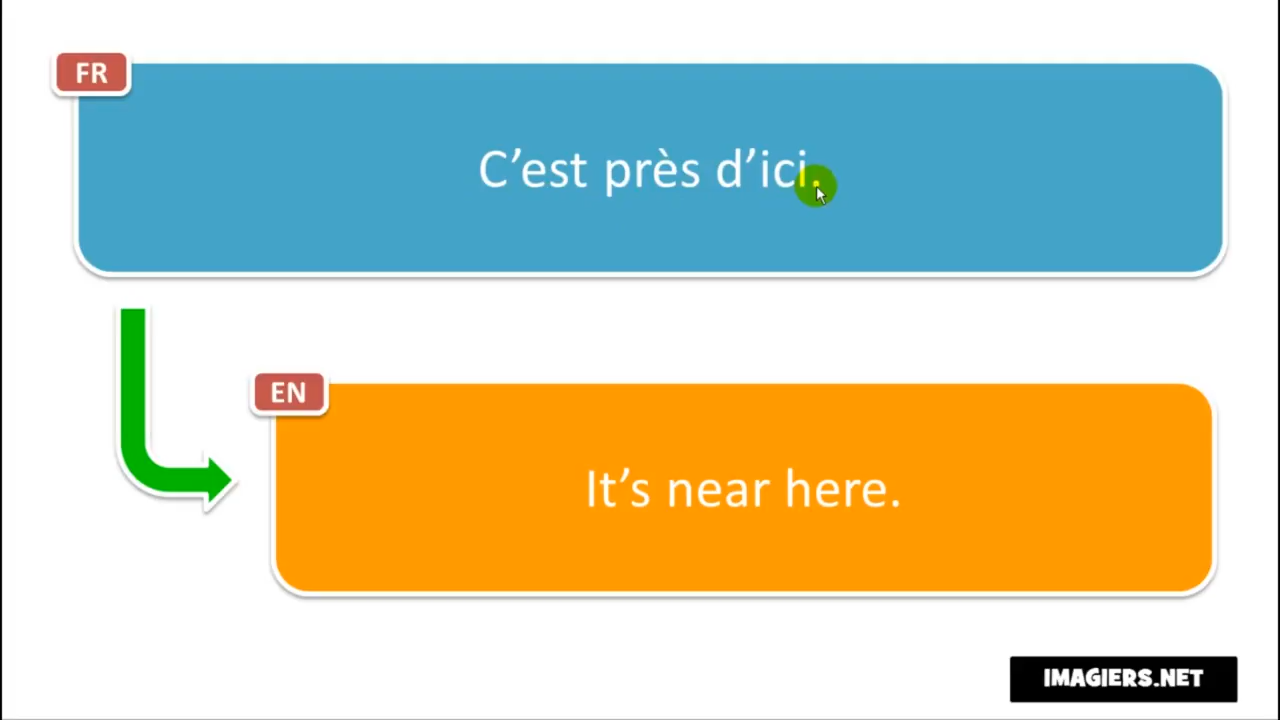 FR
C’est près d’ici.
EN
It’s near here.
IMAGIERS.NET